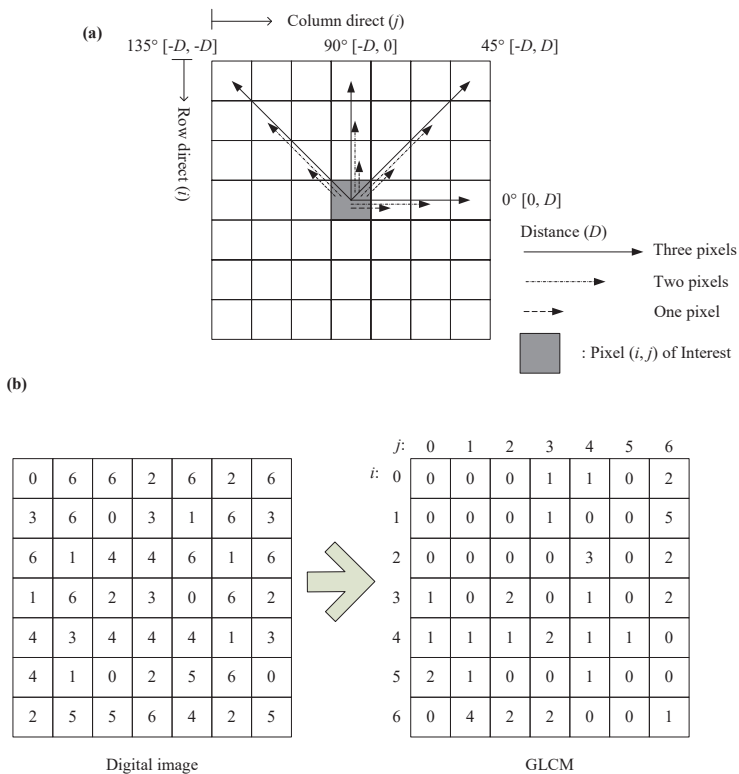 Column direct (j)
(a)
135° [-D, -D]
90° [-D, 0]
45° [-D, D]
Row direct (i)
0° [0, D]
Distance (D)
Three pixels
Two pixels
One pixel
: Pixel (i, j) of Interest
(b)
0 6 6 2 6 2 6
3 6 0 3 1 6 3
6 1 4 4 6 1 6
1 6 2 3 0 6 2
4 3 4 4 4 1 3
4 1 0 2 5 6 0
2 5 5 6 4 2 5
Digital image
j: 0 1 2 3 4 5 6
i: 0 0 0 0 1 1 0 2
1 0 0 0 1 0 0 5
2 0 0 0 0 3 0 2
3 1 0 2 0 1 0 2
4 1 1 1 2 1 1 0
5 2 1 0 0 1 0 0
6 0 4 2 2 0 0 1
GLCM